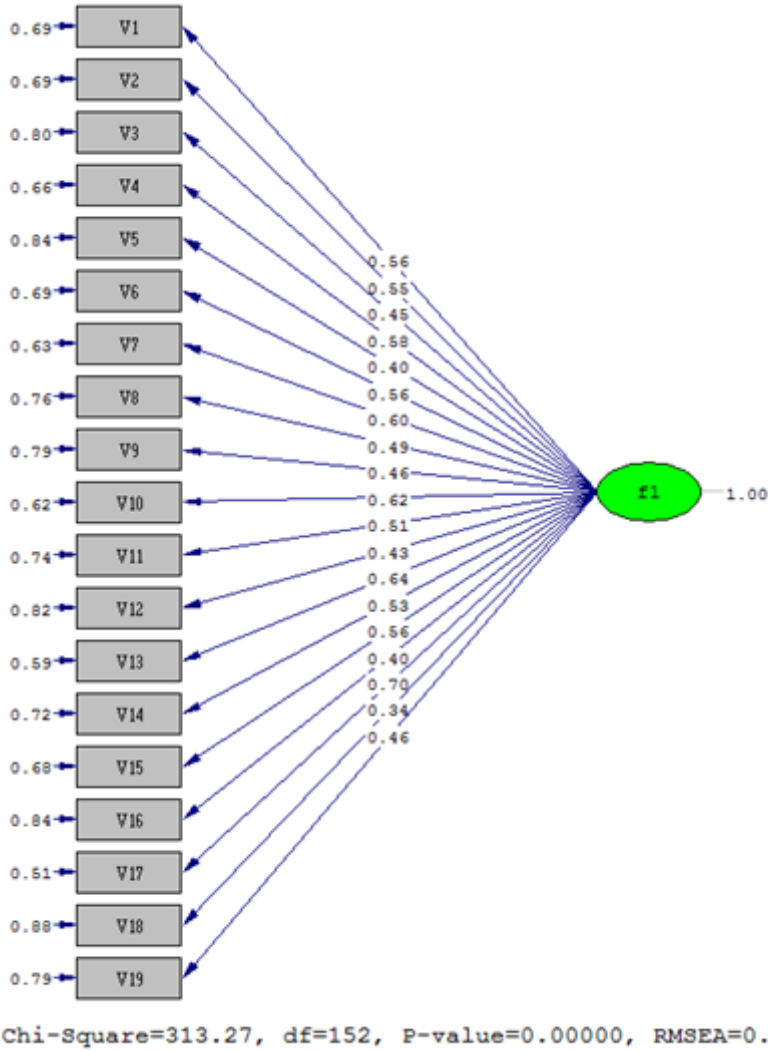 0.69 V1
0.69 V2
0.80 V3
0.66 V4
0.84 V5
0.56
0.69 V6
0.55
0.45
0.63 V7
0.58
0.40
0.76 V8
0.56
0.60
0.79 V9
0.49
0.46
f1 1.00
0.62 V10
0.62
0.51
0.74 V11
0.43
0.64
0.82 V12
0.53
0.56
0.59 V13
0.40
0.70
0.72 V14
0.34
0.46
0.68 V15
0.84 V16
0.51 V17
0.88 V18
0.79 V19
Chi-Square=313.27, df=152, P-value=0.00000, RMSEA=0.